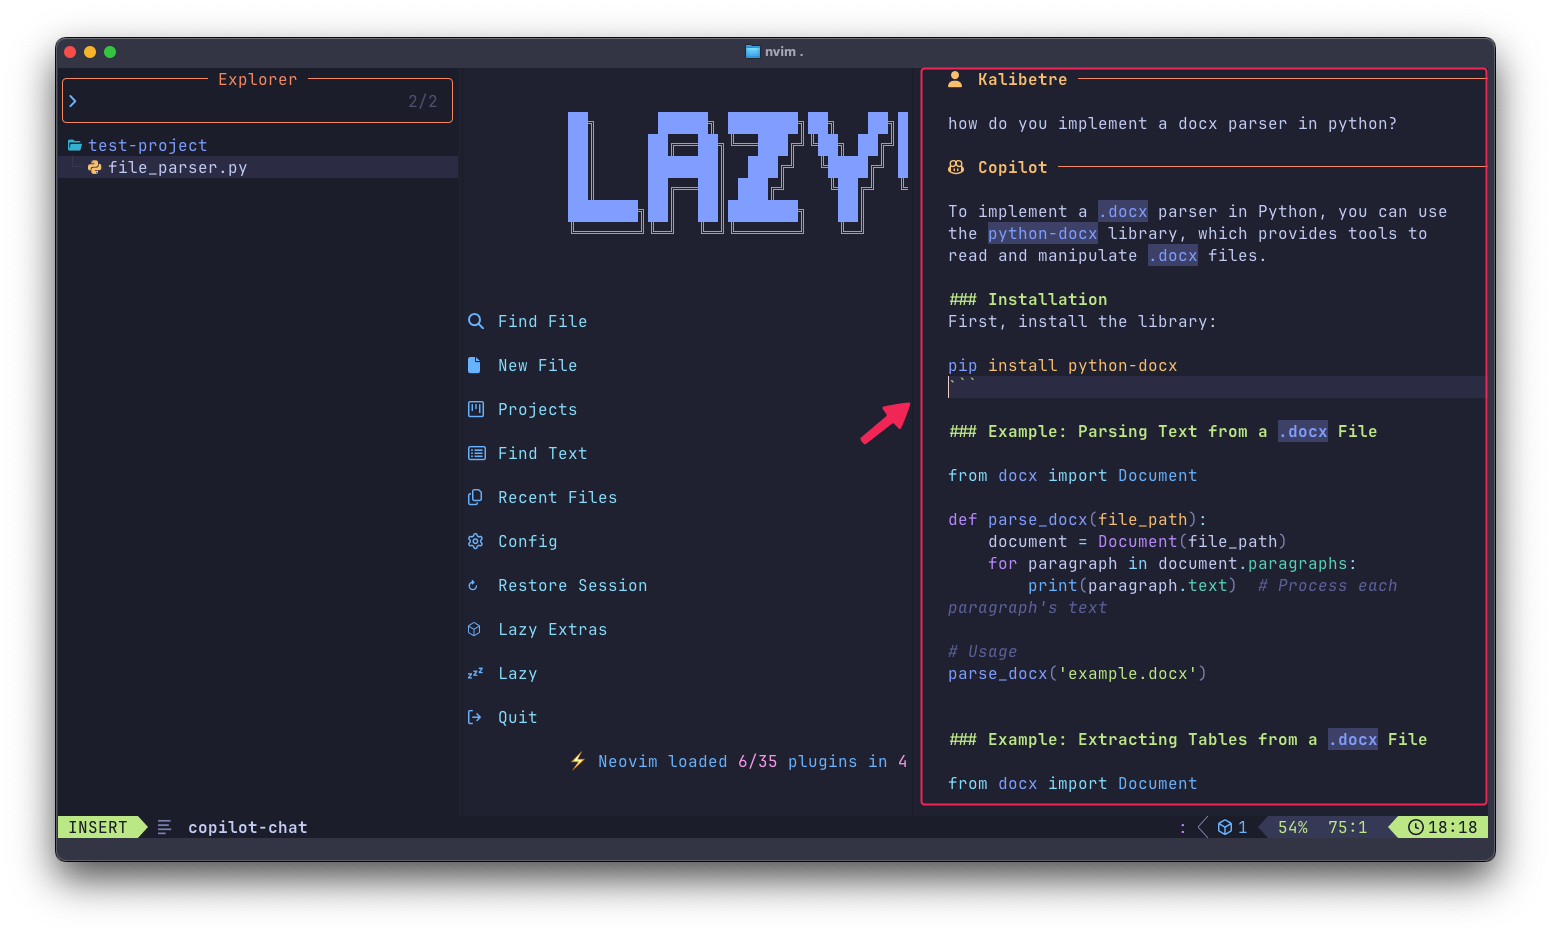 nvim .
Explorer
2/2
test-project
file_parser.py
LAZY
Find File
New File
Projects
Find Text
Recent Files
Config
Restore Session
Lazy Extras
Lazy
Quit
⚡ Neovim loaded 6/35 plugins in 4
Kalibetre
how do you implement a docx parser in python?
Copilot
To implement a .docx parser in Python, you can use
the python-docx library, which provides tools to
read and manipulate .docx files.
### Installation
First, install the library:
pip install python-docx
```
### Example: Parsing Text from a .docx File
from docx import Document
def parse_docx(file_path):
    document = Document(file_path)
    for paragraph in document.paragraphs:
        print(paragraph.text)  # Process each
paragraph's text
# Usage
parse_docx('example.docx')
### Example: Extracting Tables from a .docx File
from docx import Document
INSERT copilot-chat : 1 54% 75:1 18:18